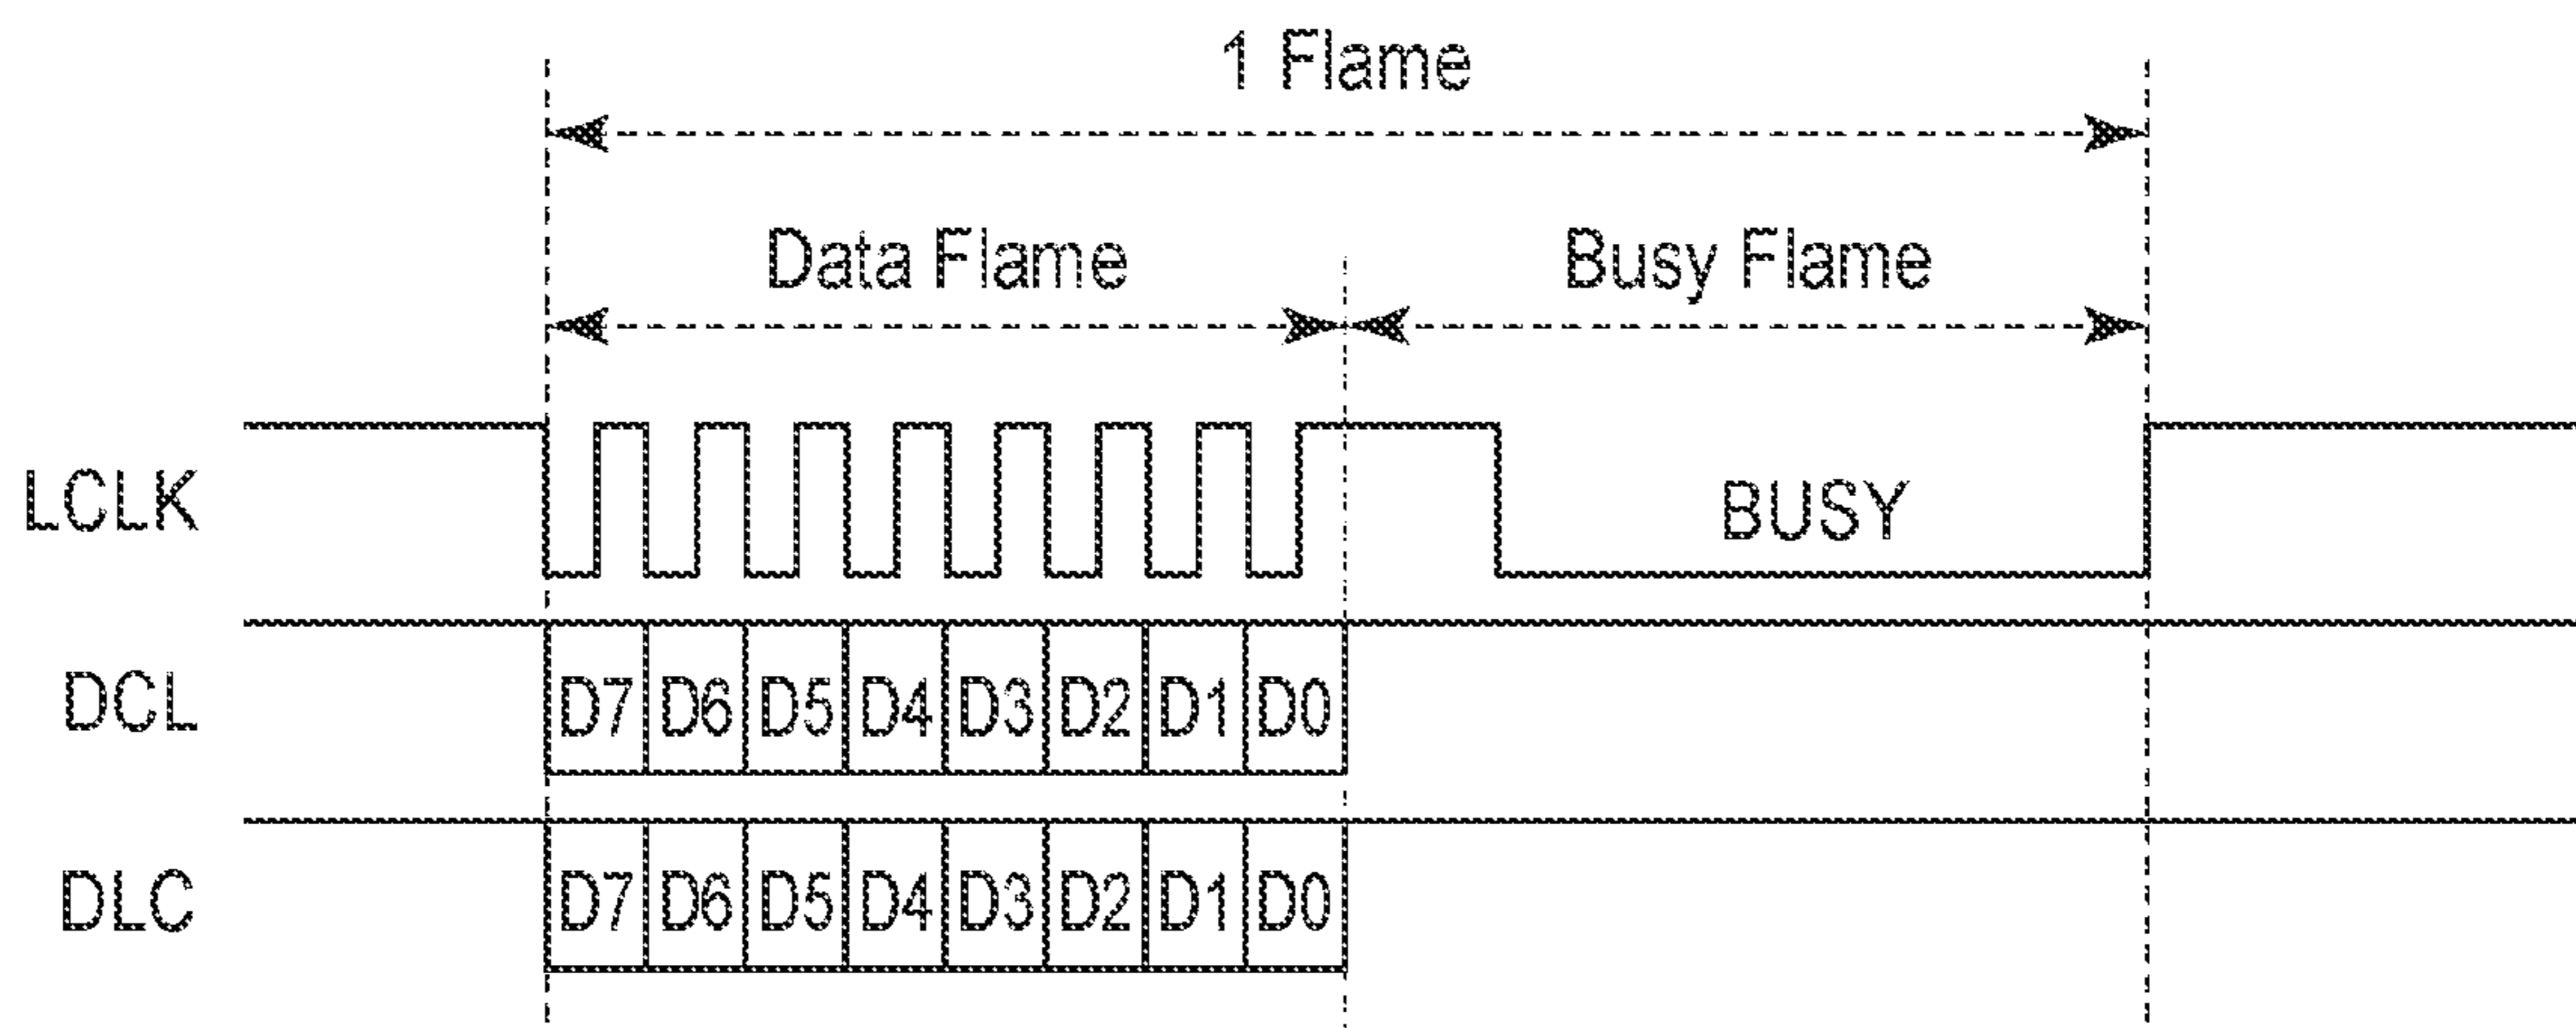 1 Flame
Data Flame Busy Flame
LCLK BUSY
DCL D7 D6 D5 D4 D3 D2 D1 D0
DLC D7 D6 D5 D4 D3 D2 D1 D0